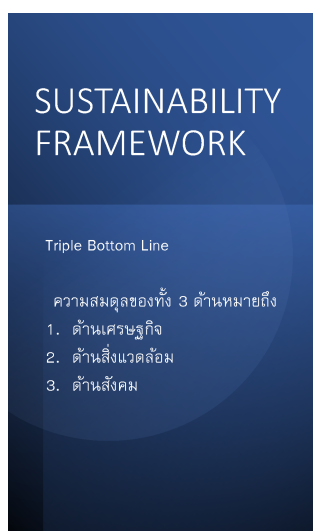 SUSTAINABILITY
FRAMEWORK
Triple Bottom Line
ความสมดุลของทั้ง 3 ด้านหมายถึง
1. ด้านเศรษฐกิจ
2. ด้านสิ่งแวดล้อม
3. ด้านสังคม